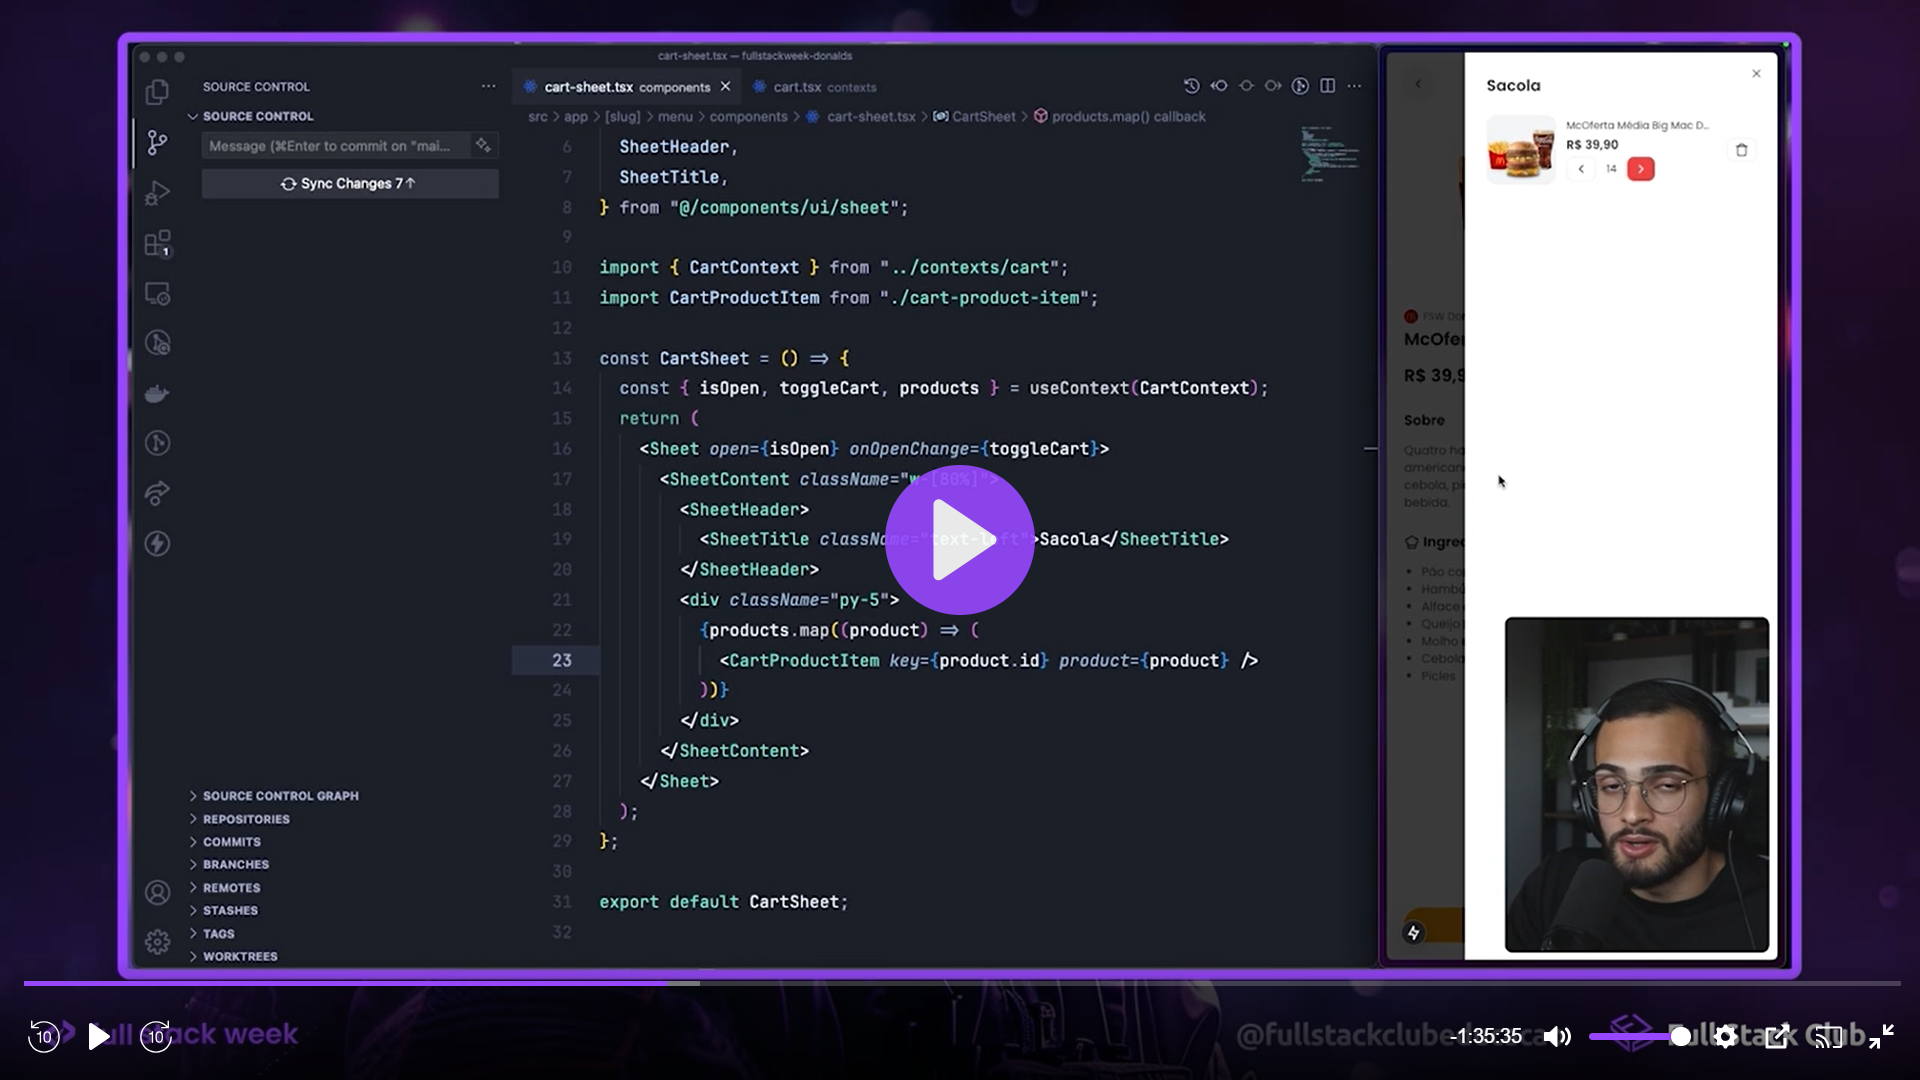 cart-sheet.tsx — fullstackweek-donalds
SOURCE CONTROL
SOURCE CONTROL
Message (⌘Enter to commit on "mai...
Sync Changes 7↑
1
SOURCE CONTROL GRAPH
REPOSITORIES
COMMITS
BRANCHES
REMOTES
STASHES
TAGS
WORKTREES
cart-sheet.tsx components
cart.tsx contexts
src > app > [slug] > menu > components > cart-sheet.tsx > CartSheet > products.map() callback
6 SheetHeader,
7 SheetTitle,
8 } from "@/components/ui/sheet";
9
10 import { CartContext } from "../contexts/cart";
11 import CartProductItem from "./cart-product-item";
12
13 const CartSheet = () => {
14 const { isOpen, toggleCart, products } = useContext(CartContext);
15 return (
16 <Sheet open={isOpen} onOpenChange={toggleCart}>
17 <SheetContent className="w-[80%]">
18 <SheetHeader>
19 <SheetTitle className="text-left">Sacola</SheetTitle>
20 </SheetHeader>
21 <div className="py-5">
22 {products.map((product) => (
23 <CartProductItem key={product.id} product={product} />
24 ))}
25 </div>
26 </SheetContent>
27 </Sheet>
28 );
29 };
30
31 export default CartSheet;
32
Sacola
McOferta Média Big Mac D...
R$ 39,90
14
FSW Do
McOfe
R$ 39,9
Sobre
Quatro ha
american
cebola, pi
bebida.
Ingre
Pão co
Hambú
Alface
Queijo
Molho
Cebola
Picles
10
10
full stack week
@fullstackclub
-1:35:35
FullStack Club